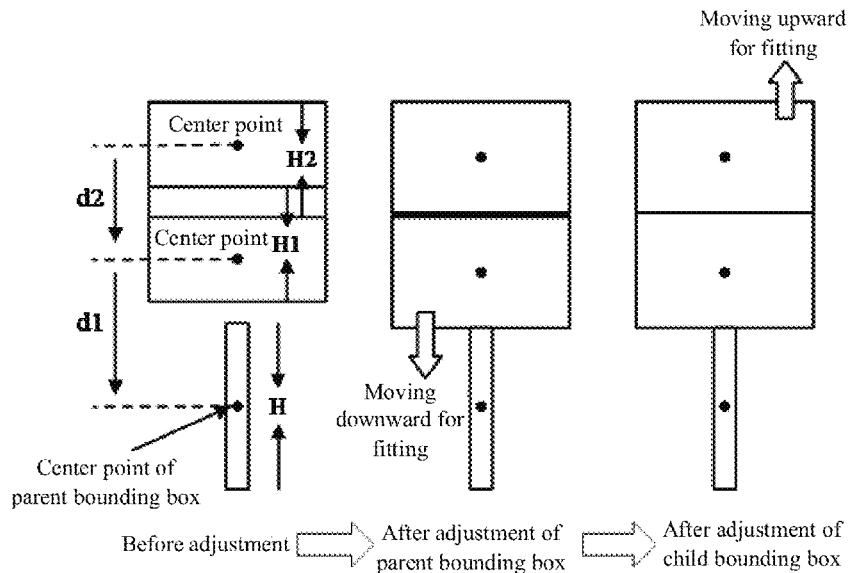 Moving upward
for fitting
Center point
H2
d2
Center point
H1
d1
Moving
downward for
fitting
H
Center point of
parent bounding box
Before adjustment
After adjustment of
parent bounding box
After adjustment of
child bounding box